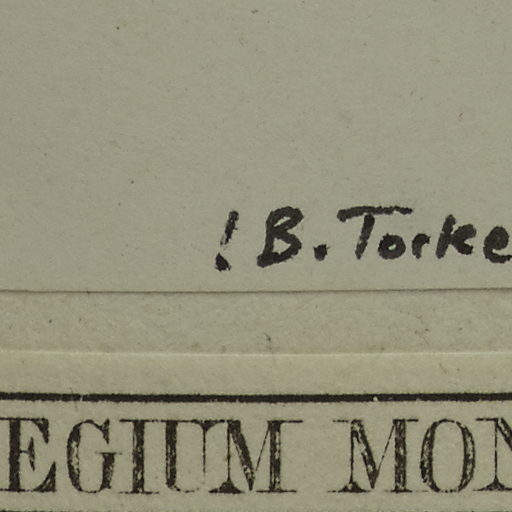 ! B. Torke
EGIUM MON